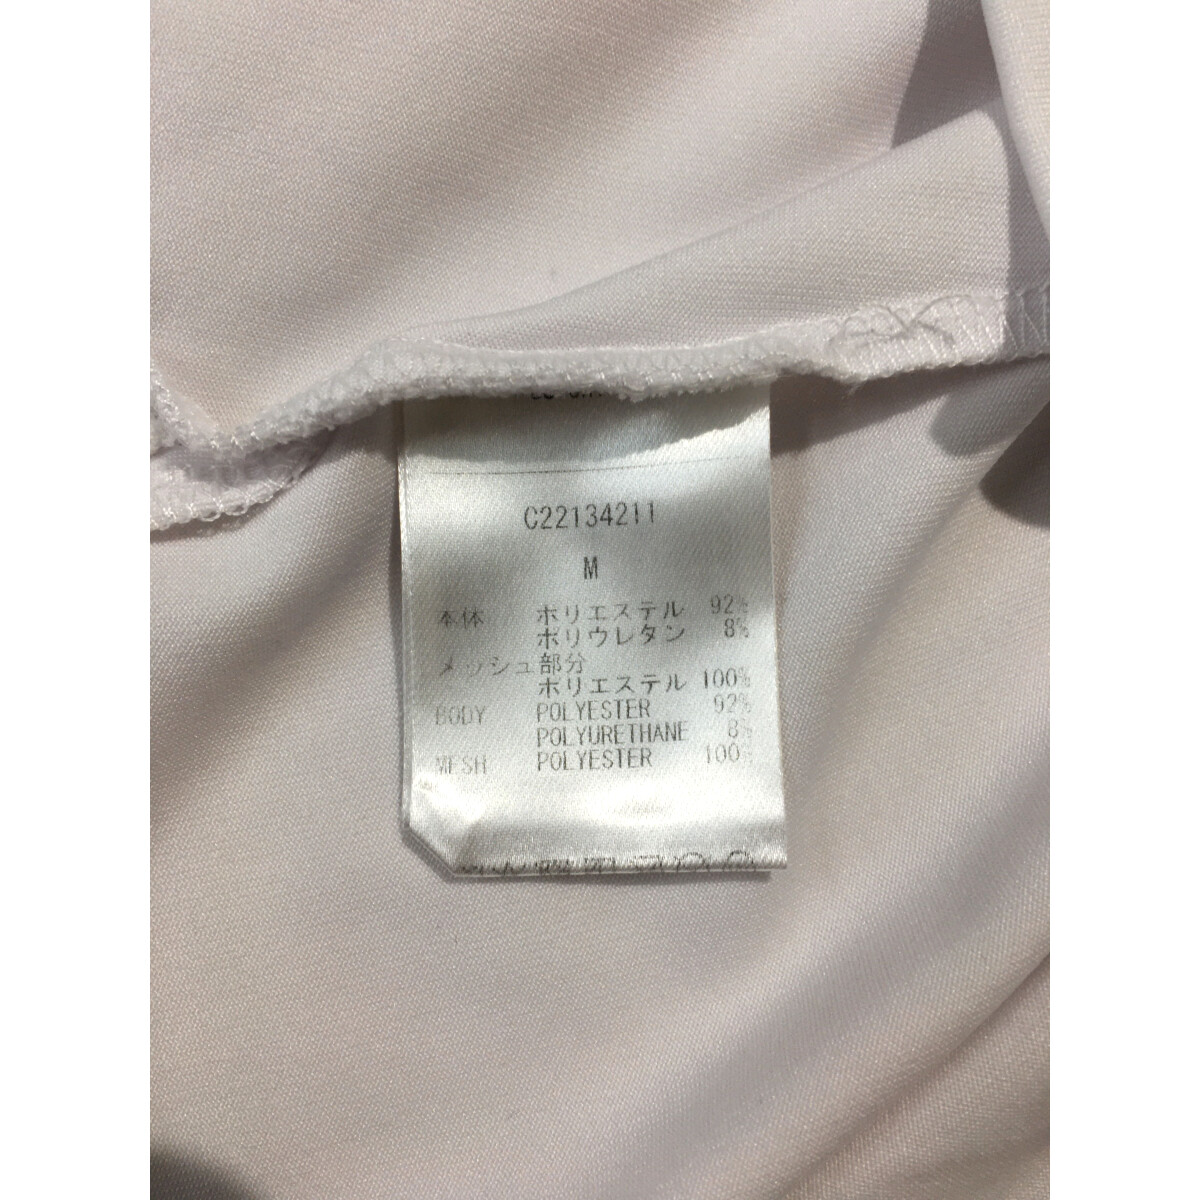 C22134211
M
本体 ポリエステル 92%
ポリウレタン 8%
メッシュ部分
ポリエステル 100%
BODY POLYESTER 92%
POLYURETHANE 8%
MESH POLYESTER 100%